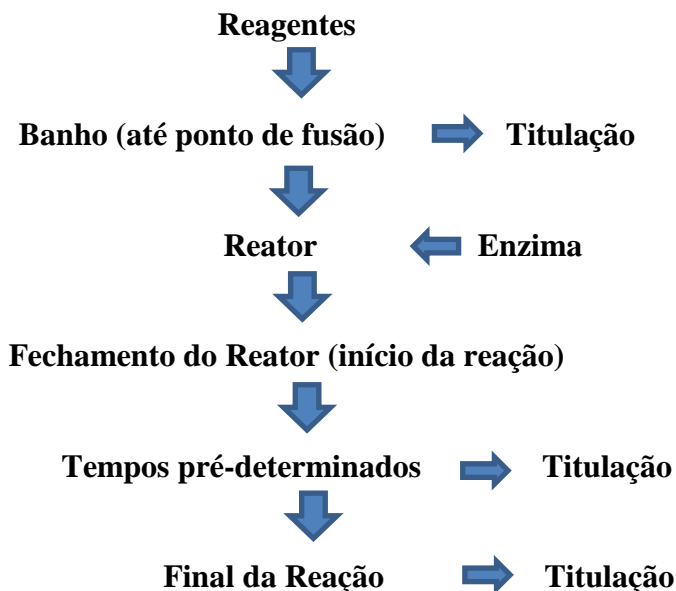 Reagentes
Banho (até ponto de fusão) Titulação
Reator Enzima
Fechamento do Reator (início da reação)
Tempos pré-determinados Titulação
Final da Reação Titulação